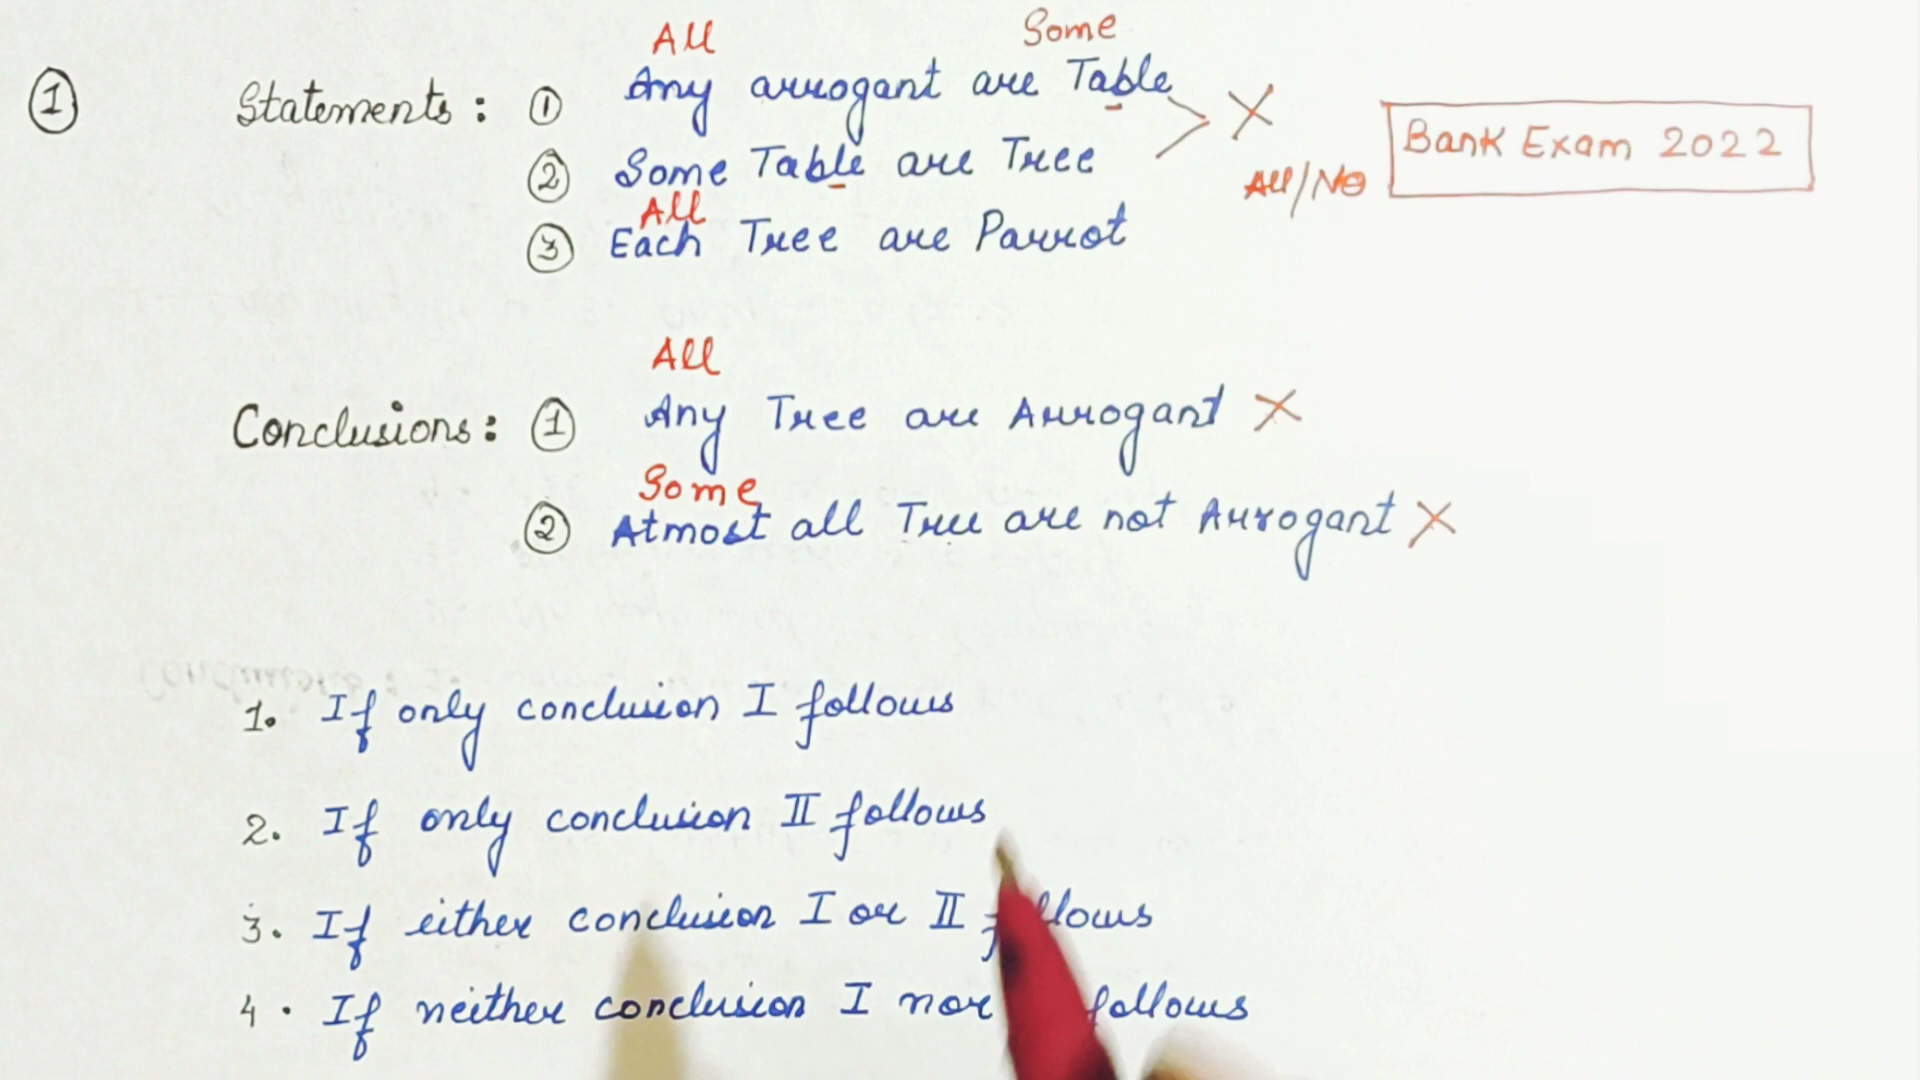 All Some
① Statements : ① Any arrogant are Table X
② Some Table are Tree All/No
Bank Exam 2022
All
③ Each Tree are Parrot
All
Conclusions : ① Any Tree are Arrogant X
Some
② Atmost all Tree are not Arrogant X
1. If only conclusion I follows
2. If only conclusion II follows
3. If either conclusion I or II follows
4. If neither conclusion I nor follows